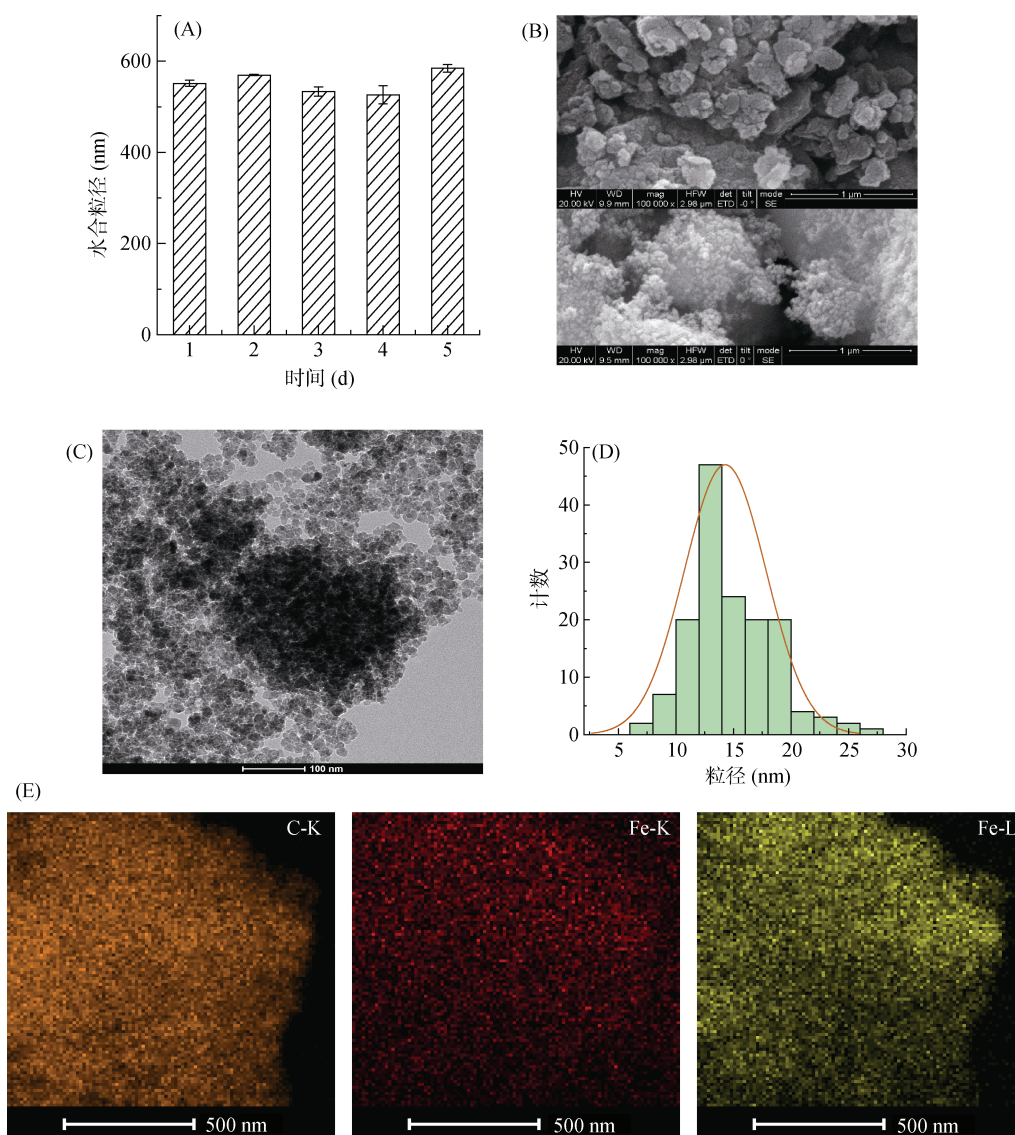 (A)
600
400
200
0
水合粒径 (nm)
1 2 3 4 5
时间 (d)
(B)
HV WD mag HFW det tilt mode
20.00 kV 9.9 mm 100 000 x 2.98 μm ETD -0 ° SE
1 μm
HV WD mag HFW det tilt mode
20.00 kV 9.5 mm 100 000 x 2.98 μm ETD 0 ° SE
1 μm
(C)
100 nm
(D)
50
40
30
20
10
0
计数
5 10 15 20 25 30
粒径 (nm)
(E)
C-K
500 nm
Fe-K
500 nm
Fe-L
500 nm